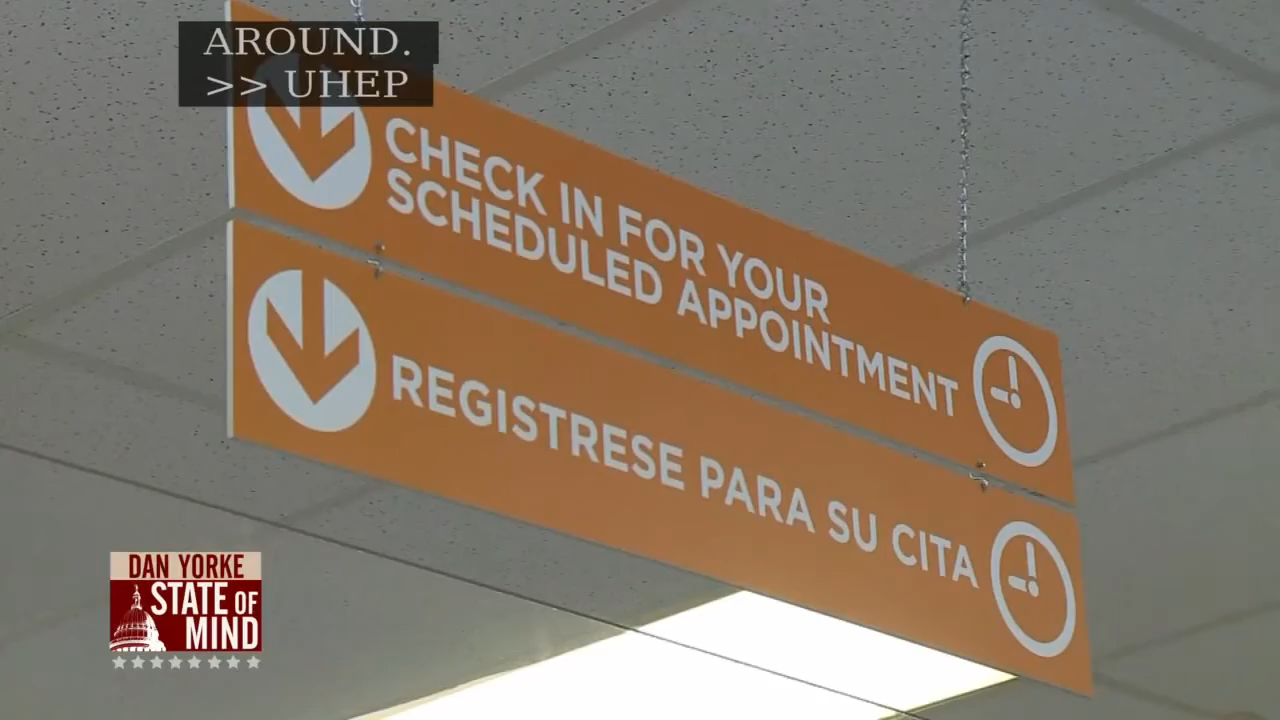 AROUND.
>> UHEP
CHECK IN FOR YOUR
SCHEDULED APPOINTMENT
REGISTRESE PARA SU CITA
DAN YORKE
STATE OF
MIND